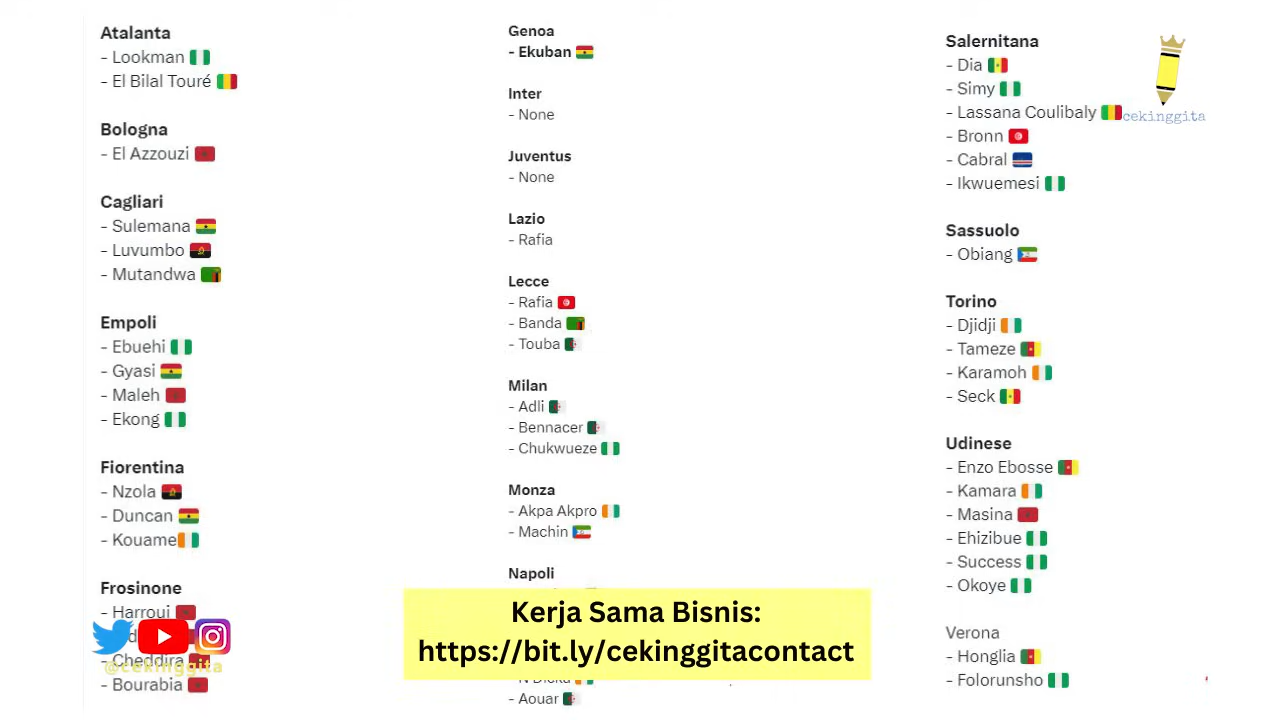 Atalanta
- Lookman
- El Bilal Touré
Bologna
- El Azzouzi
Cagliari
- Sulemana
- Luvumbo
- Mutandwa
Empoli
- Ebuehi
- Gyasi
- Maleh
- Ekong
Fiorentina
- Nzola
- Duncan
- Kouame
Frosinone
- Harroui
- Cheddira
- Bourabia
@cekinggita
Genoa
- Ekuban
Inter
- None
Juventus
- None
Lazio
- Rafia
Lecce
- Rafia
- Banda
- Touba
Milan
- Adli
- Bennacer
- Chukwueze
Monza
- Akpa Akpro
- Machin
Napoli
Kerja Sama Bisnis:
https://bit.ly/cekinggitacontact
- Aouar
Salernitana
- Dia
- Simy
- Lassana Coulibaly
- Bronn
- Cabral
- Ikwuemesi
Sassuolo
- Obiang
Torino
- Djidji
- Tameze
- Karamoh
- Seck
Udinese
- Enzo Ebosse
- Kamara
- Masina
- Ehizibue
- Success
- Okoye
Verona
- Honglia
- Folorunsho
cekinggita